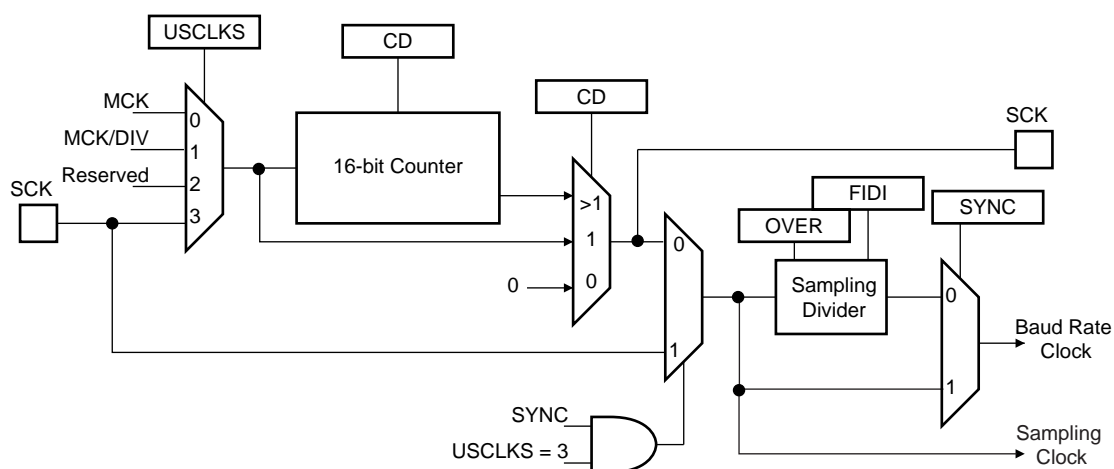 USCLKS
CD
CD
MCK
0
MCK/DIV
1
Reserved
2
SCK
3
16-bit Counter
>1
1
0
0
SCK
FIDI
OVER
SYNC
0
1
Sampling
Divider
0
1
Baud Rate
Clock
SYNC
USCLKS = 3
Sampling
Clock